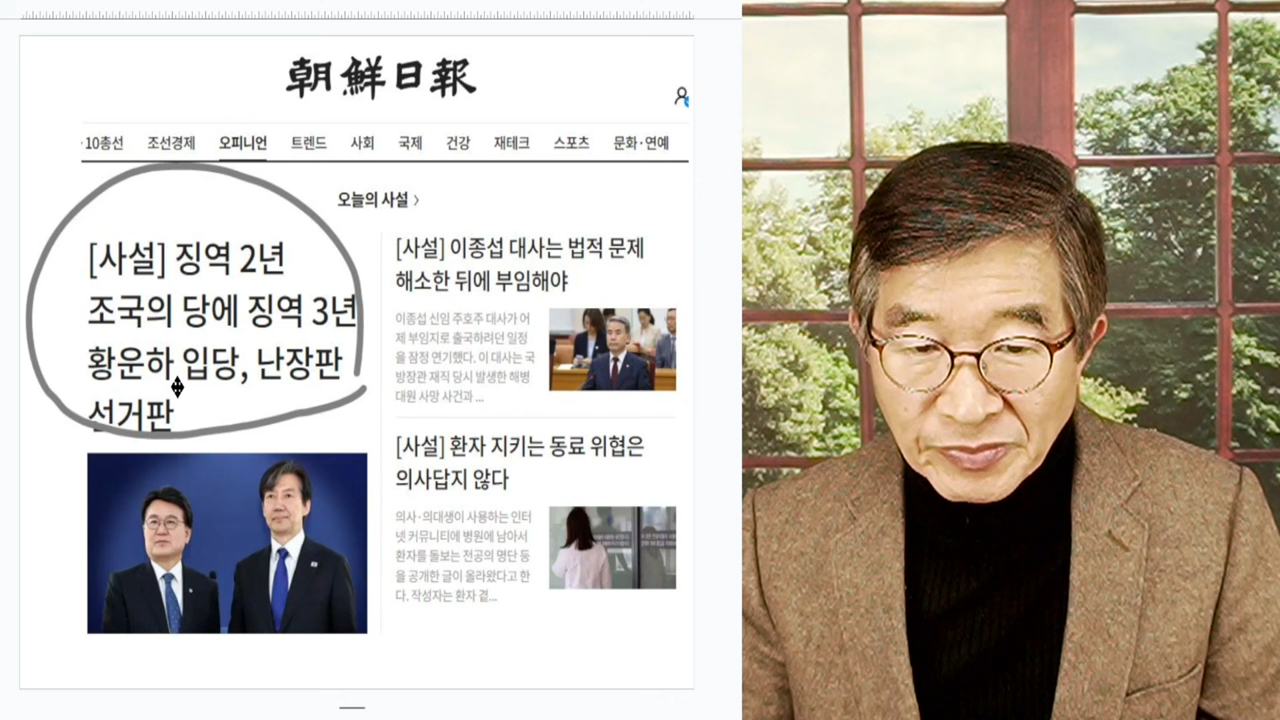 朝鮮日報
·10총선 조선경제 오피니언 트렌드 사회 국제 건강 재테크 스포츠 문화·연예
오늘의 사설 >
[사설] 징역 2년
조국의 당에 징역 3년
황운하 입당, 난장판
선거판
[사설] 이종섭 대사는 법적 문제
해소한 뒤에 부임해야
이종섭 신임 주호주 대사가 어
제 부임지로 출국하려던 일정
을 잠정 연기했다. 이 대사는 국
방장관 재직 당시 발생한 해병
대원 사망 사건과 ...
[사설] 환자 지키는 동료 위협은
의사답지 않다
의사·의대생이 사용하는 인터
넷 커뮤니티에 병원에 남아서
환자를 돌보는 전공의 명단 등
을 공개한 글이 올라왔다고 한
다. 작성자는 환자 곁...